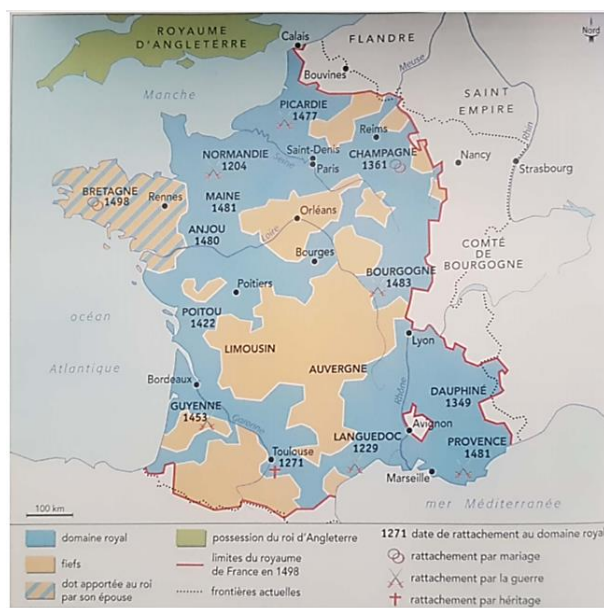 ROYAUME
D'ANGLETERRE
Calais
FLANDRE
Nord
Bouvines
Meuse
Manche
SAINT
EMPIRE
PICARDIE
1477
Reims
Rhin
NORMANDIE
1204
Saint-Denis
Paris
Seine
CHAMPAGNE
1361
Nancy
Strasbourg
BRETAGNE
1498
Rennes
MAINE
1481
Orléans
ANJOU
1480
Loire
Bourges
COMTÉ
DE
BOURGOGNE
BOURGOGNE
1483
Poitiers
océan
POITOU
1422
LIMOUSIN
Lyon
Atlantique
AUVERGNE
Bordeaux
Rhône
DAUPHINÉ
1349
GUYENNE
1453
Garonne
Avignon
LANGUEDOC
1229
Toulouse
1271
PROVENCE
1481
Marseille
mer Méditerranée
100 km
domaine royal
fiefs
dot apportée au roi
par son épouse
possession du roi d'Angleterre
limites du royaume
de France en 1498
frontières actuelles
1271 date de rattachement au domaine royal
rattachement par mariage
rattachement par la guerre
rattachement par héritage